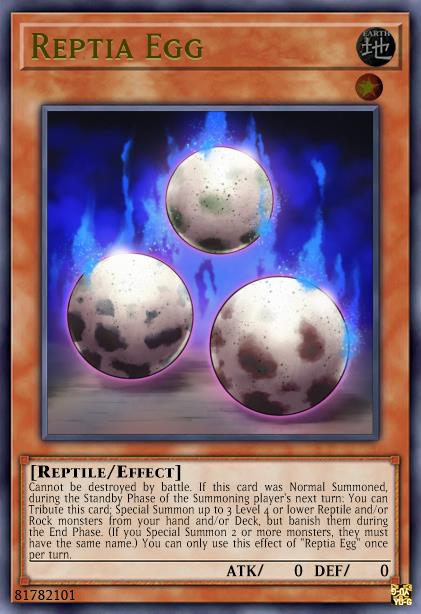 Reptia Egg
EARTH
地
[Reptile/Effect]
Cannot be destroyed by battle. If this card was Normal Summoned,
during the Standby Phase of the Summoning player's next turn: You can
Tribute this card; Special Summon up to 3 Level 4 or lower Reptile and/or
Rock monsters from your hand and/or Deck, but banish them during
the End Phase. (If you Special Summon 2 or more monsters, they must
have the same name.) You can only use this effect of "Reptia Egg" once
per turn.
ATK/ 0 DEF/ 0
81782101